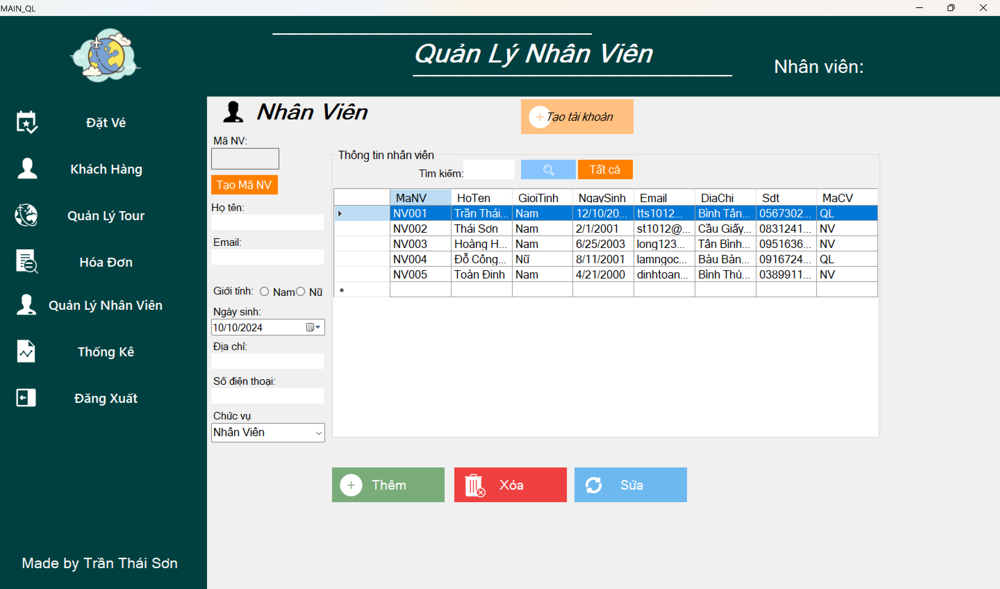 MAIN_QL
Quản Lý Nhân Viên
Nhân viên:
Đặt Vé
Khách Hàng
Quản Lý Tour
Hóa Đơn
Quản Lý Nhân Viên
Thống Kê
Đăng Xuất
Made by Trần Thái Sơn
Nhân Viên
Tạo tài khoản
Mã NV:
Tạo Mã NV
Họ tên:
Email:
Giới tính: Nam Nữ
Ngày sinh:
10/10/2024
Địa chỉ:
Số điện thoại:
Chức vụ
Nhân Viên
Thông tin nhân viên
Tìm kiếm: Tất cả
MaNV HoTen GioiTinh NgaySinh Email DiaChi Sdt MaCV
NV001 Trần Thái... Nam 12/10/20... tts1012... Bình Tân... 0567302... QL
NV002 Thái Sơn Nam 2/1/2001 st1012@... Cầu Giấy... 0831241... NV
NV003 Hoàng H... Nam 6/25/2003 long123... Tân Bình... 0951636... NV
NV004 Đỗ Công... Nữ 8/11/2001 lamngoc... Bàu Bàn... 0916724... QL
NV005 Toàn Đinh Nam 4/21/2000 dinhtoan... Bình Thủ... 0389911... NV
Thêm Xóa Sửa